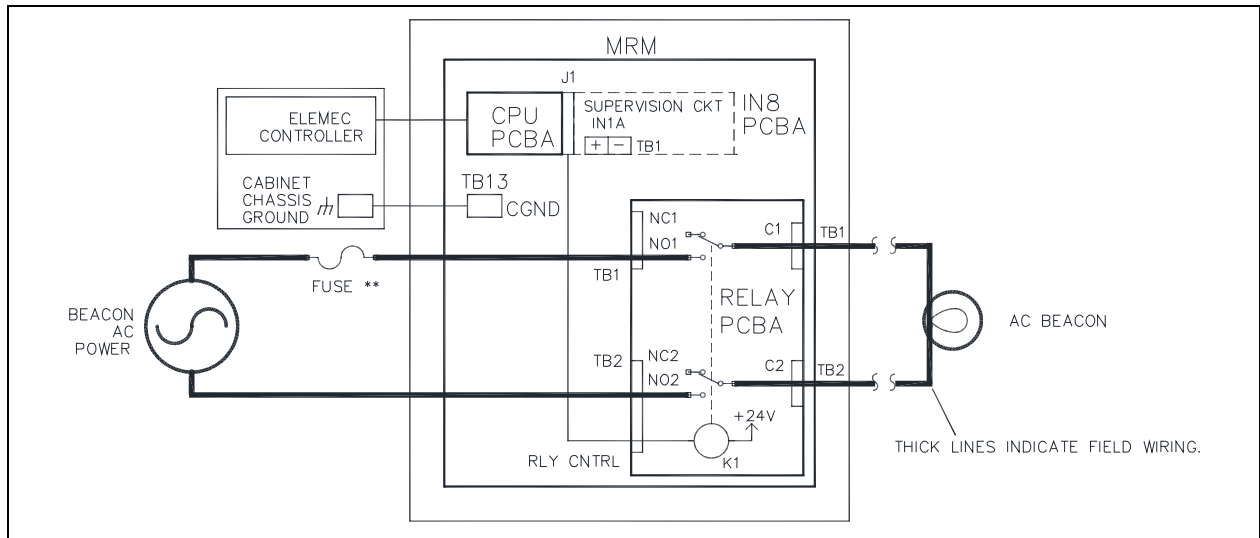 MRM
J1
ELEMEC
CONTROLLER
CPU
PCBA
SUPERVISION CKT
IN1A
+ -
TB1
IN8
PCBA
CABINET
CHASSIS
GROUND
TB13
CGND
NC1
NO1
TB1
C1
TB1
FUSE **
RELAY
PCBA
BEACON
AC
POWER
AC BEACON
TB2
NC2
NO2
C2
TB2
+24V
K1
RLY CNTRL
THICK LINES INDICATE FIELD WIRING.